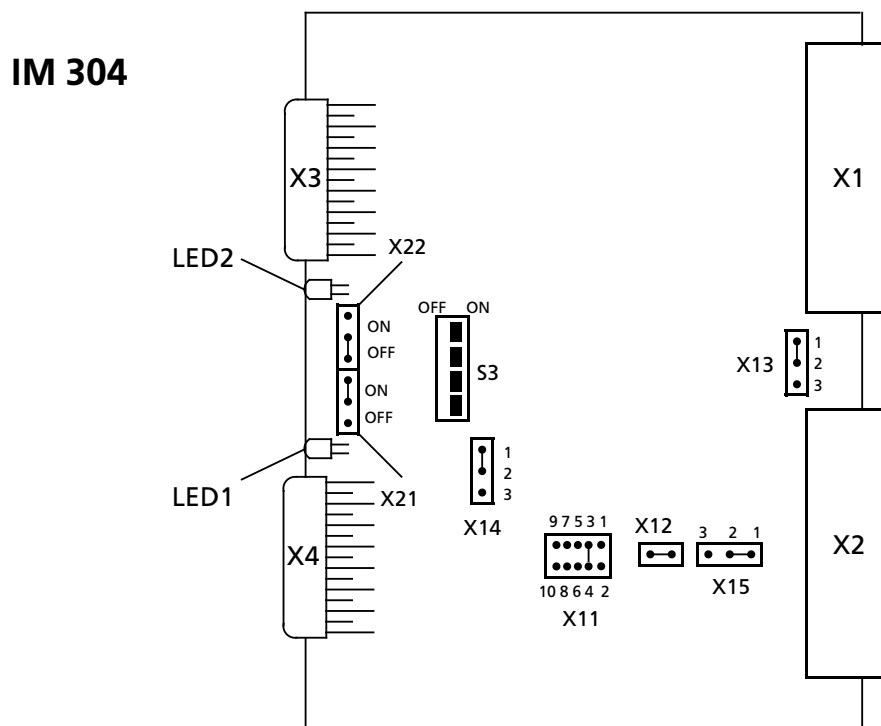 IM 304
X3
X1
LED2
X22
OFF ON
ON
OFF
ON
OFF
S3
X13
1
2
3
LED1
X21
1
2
3
X14
X4
9 7 5 3 1
10 8 6 4 2
X11
X12
3 2 1
X15
X2